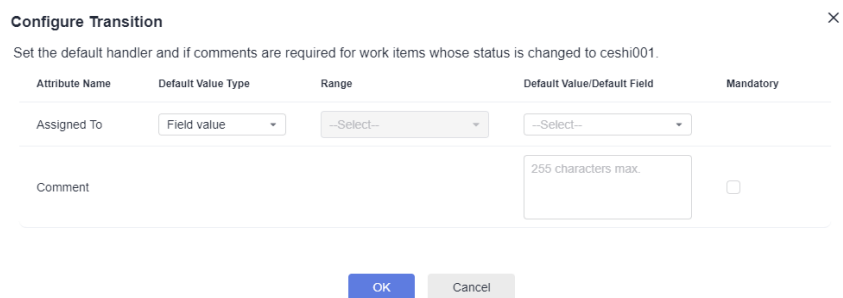 Configure Transition
Set the default handler and if comments are required for work items whose status is changed to ceshi001.
Attribute Name Default Value Type Range Default Value/Default Field Mandatory
Assigned To Field value --Select-- --Select--
255 characters max.
Comment
OK Cancel